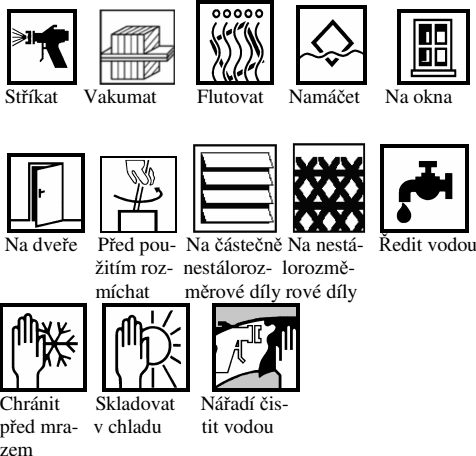 Stříkat Vakumat Flutovat Namáčet Na okna
Na dveře Před pou- Na částečně Na nestá- Ředit vodou
žitím roz- nestáloroz- lorozmě-
míchat měrové díly rové díly
Chránit Skladovat Nářadí čis-
před mra- v chladu tit vodou
zem